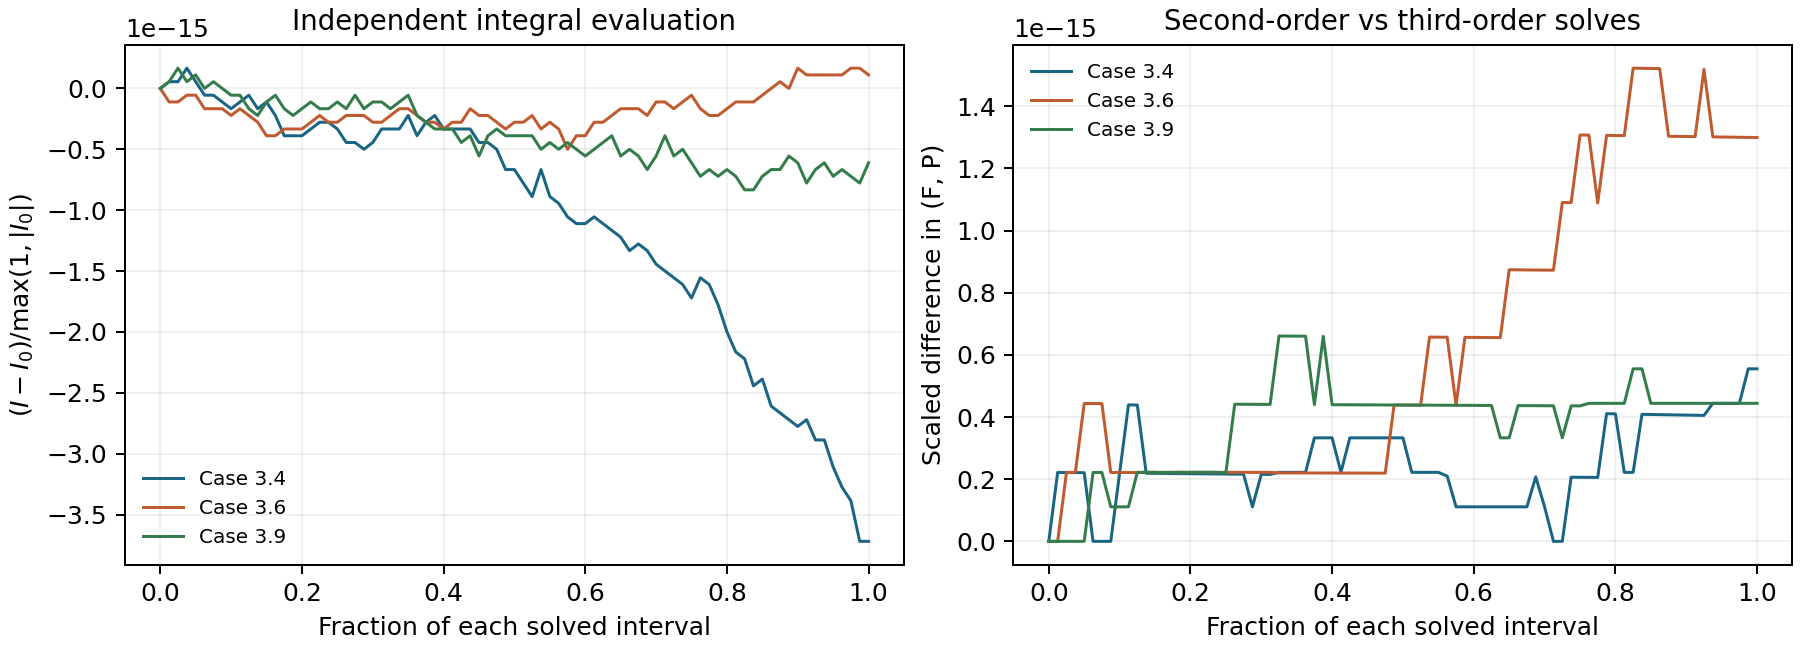 Independent integral evaluation
1e−15
0.0
−0.5
−1.0
−1.5
−2.0
−2.5
−3.0
−3.5
(I − I₀)/max(1, |I₀|)
Case 3.4
Case 3.6
Case 3.9
0.0 0.2 0.4 0.6 0.8 1.0
Fraction of each solved interval
Second-order vs third-order solves
1e−15
Case 3.4
Case 3.6
Case 3.9
1.4
1.2
1.0
0.8
0.6
0.4
0.2
0.0
Scaled difference in (F, P)
0.0 0.2 0.4 0.6 0.8 1.0
Fraction of each solved interval